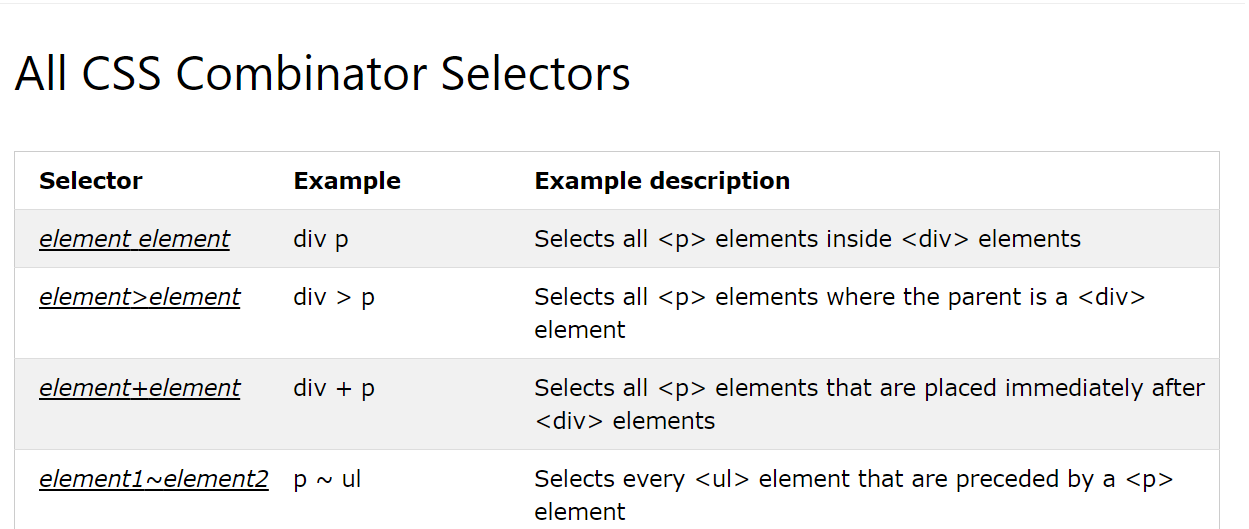 All CSS Combinator Selectors
Selector Example Example description
element element div p Selects all <p> elements inside <div> elements
element>element div > p Selects all <p> elements where the parent is a <div>
element
element+element div + p Selects all <p> elements that are placed immediately after
<div> elements
element1~element2 p ~ ul Selects every <ul> element that are preceded by a <p>
element